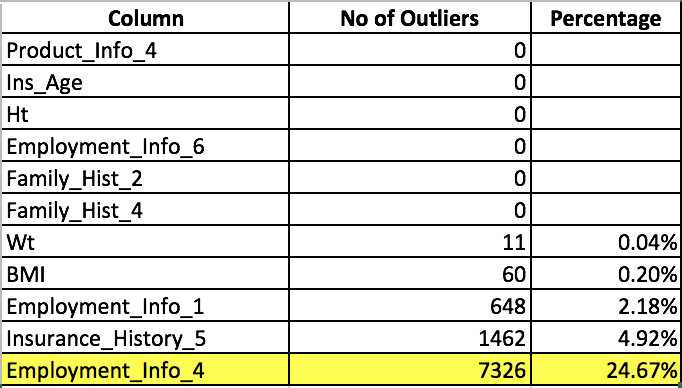 Column No of Outliers Percentage
Product_Info_4 0
Ins_Age 0
Ht 0
Employment_Info_6 0
Family_Hist_2 0
Family_Hist_4 0
Wt 11 0.04%
BMI 60 0.20%
Employment_Info_1 648 2.18%
Insurance_History_5 1462 4.92%
Employment_Info_4 7326 24.67%